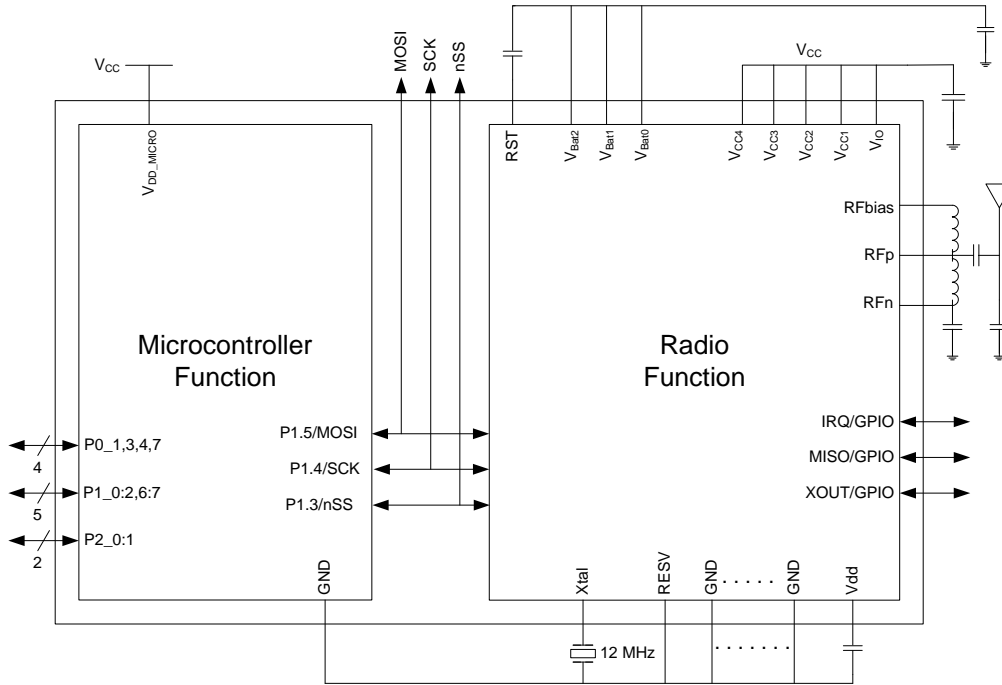 MOSI
SCK
nSS
VCC
VCC
VDD_MICRO
RST
VBat2
VBat1
VBat0
VCC4
VCC3
VCC2
VCC1
VIO
RFbias
RFp
RFn
Microcontroller
Function
Radio
Function
P0_1,3,4,7
4
P1_0:2,6:7
5
P2_0:1
2
P1.5/MOSI
P1.4/SCK
P1.3/nSS
IRQ/GPIO
MISO/GPIO
XOUT/GPIO
GND
Xtal
RESV
GND
. . . . .
GND
Vdd
12 MHz
. . . . . . .